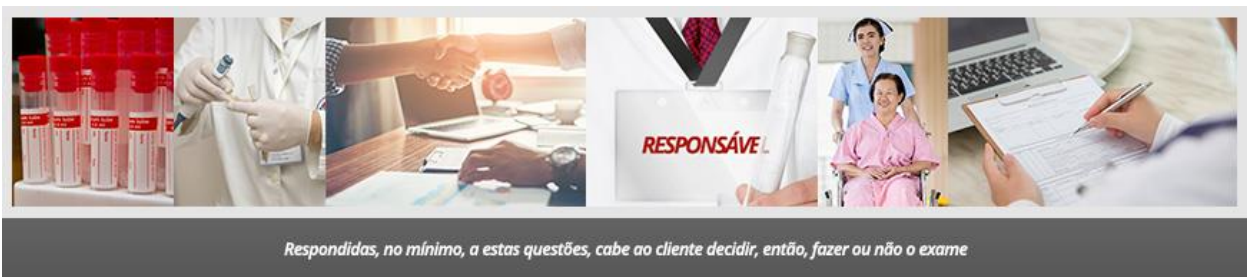 RESPONSÁVEL
Respondidas, no mínimo, a estas questões, cabe ao cliente decidir, então, fazer ou não o exame